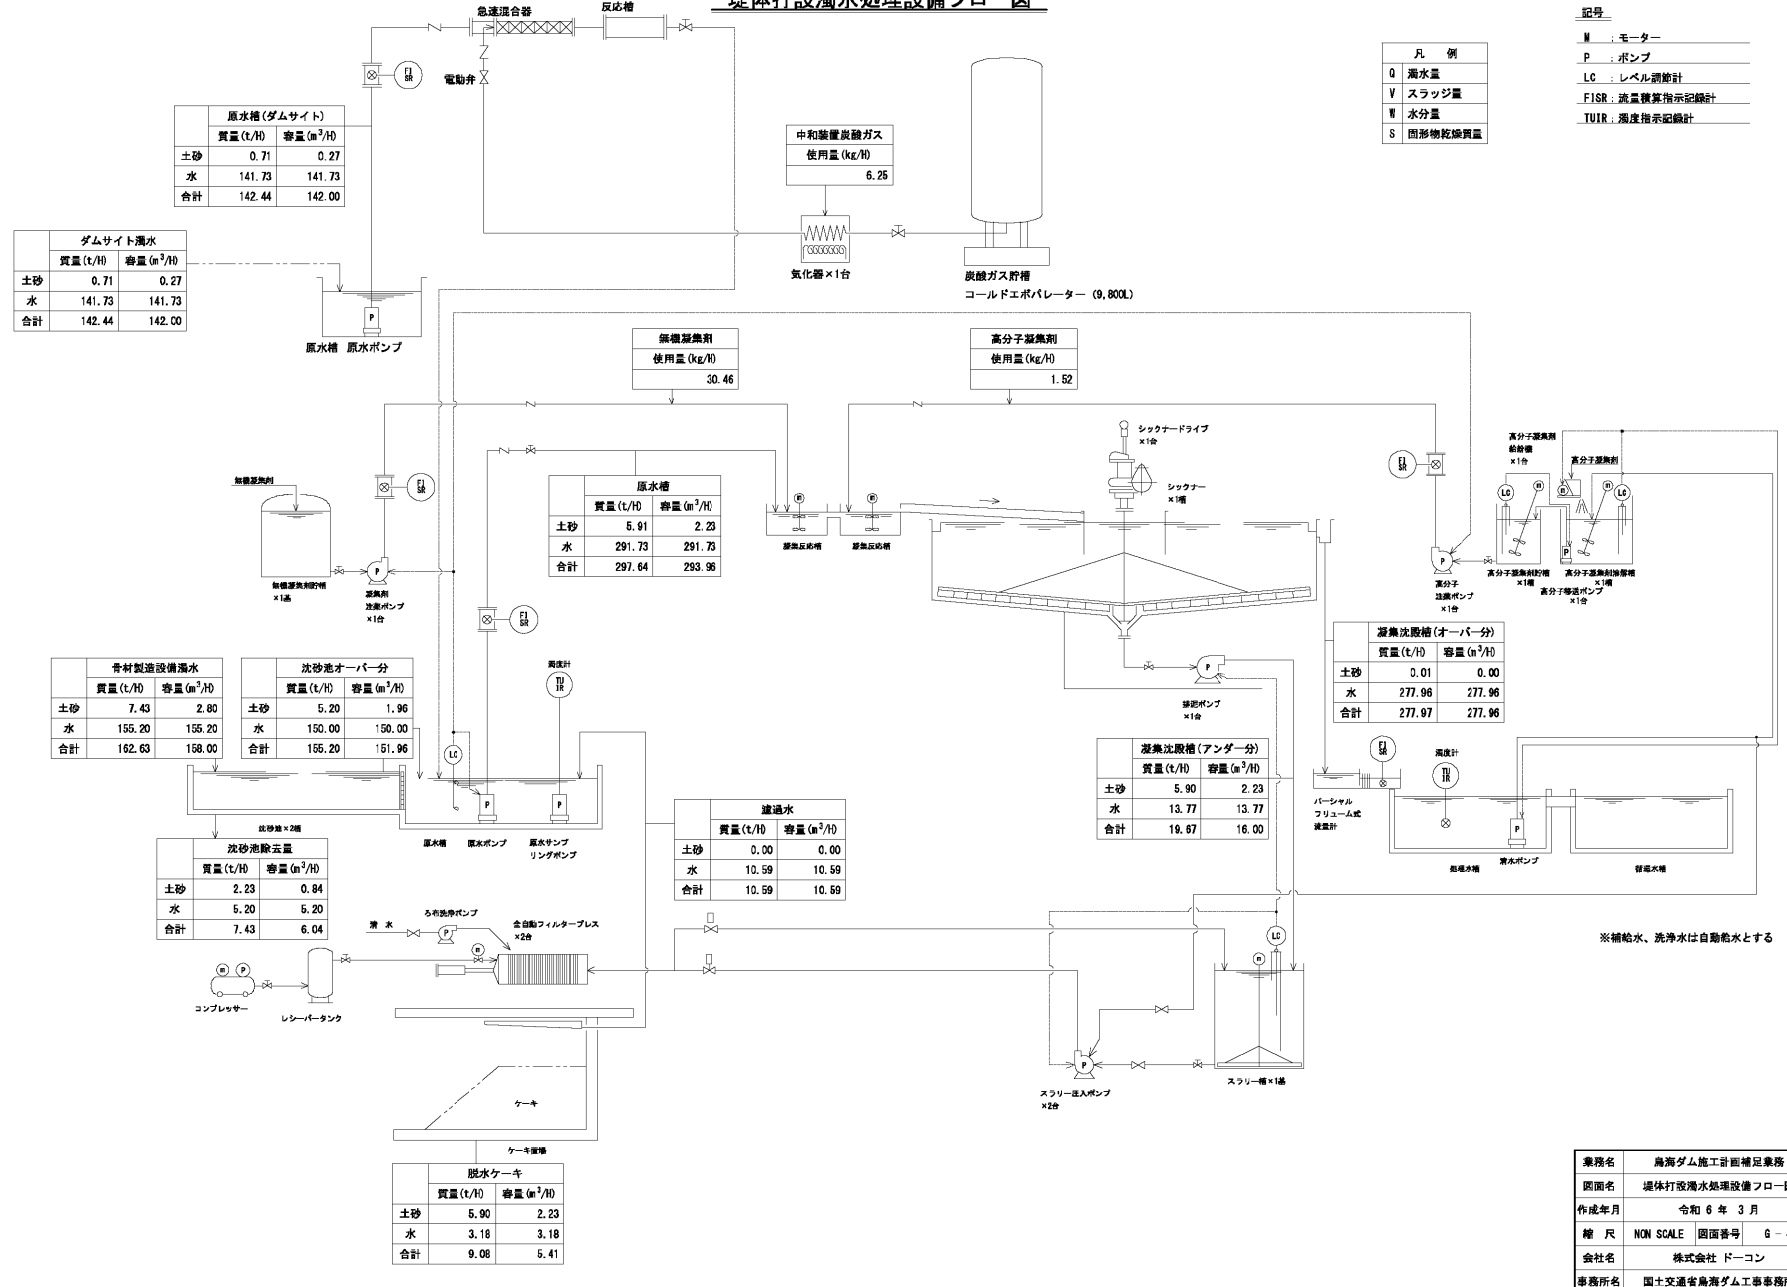 堤体打設濁水処理設備フロー図
記号
M ：モーター
P ：ポンプ
LC ：レベル調節計
FISR：流量積算指示記録計
TUIR：濁度指示記録計
凡 例
Q 濁水量
V スラッジ量
W 水分量
S 固形物乾燥質量
急速混合器
反応槽
FI
SR
電動弁
原水槽(ダムサイト)
質量(t/H) 容量(m³/H)
土砂 0.71 0.27
水 141.73 141.73
合計 142.44 142.00
中和装置炭酸ガス
使用量(kg/H)
6.25
ダムサイト濁水
質量(t/H) 容量(m³/H)
土砂 0.71 0.27
水 141.73 141.73
合計 142.44 142.00
P
原水槽 原水ポンプ
気化器×1台
炭酸ガス貯槽
コールドエボパレーター (9,800L)
無機凝集剤
使用量(kg/H)
30.46
高分子凝集剤
使用量(kg/H)
1.52
シックナードライブ
×1台
シックナー
×1槽
高分子凝集剤
給粉機
×1台
高分子凝集剤
FI
SR
LC
m
m
m
LC
P
P
高分子凝集剤貯槽
×1槽
高分子凝集剤溶解槽
×1槽
高分子移送ポンプ
×1台
高分子
注薬ポンプ
×1台
無機凝集剤
FI
SR
無機凝集剤貯槽
×1基
P
凝集剤
注薬ポンプ
×1台
原水槽
質量(t/H) 容量(m³/H)
土砂 5.91 2.23
水 291.73 291.73
合計 297.64 293.96
m
m
凝集反応槽
凝集反応槽
FI
SR
P
排泥ポンプ
×1台
凝集沈殿槽(オーバー分)
質量(t/H) 容量(m³/H)
土砂 0.01 0.00
水 277.96 277.96
合計 277.97 277.96
骨材製造設備濁水
質量(t/H) 容量(m³/H)
土砂 7.43 2.80
水 155.20 155.20
合計 162.63 158.00
沈砂池オーバー分
質量(t/H) 容量(m³/H)
土砂 5.20 1.96
水 150.00 150.00
合計 155.20 151.96
濁度計
TU
IR
LC
P
P
沈砂池×2槽
原水槽
原水ポンプ
原水サンプ
リングポンプ
凝集沈殿槽(アンダー分)
質量(t/H) 容量(m³/H)
土砂 5.90 2.23
水 13.77 13.77
合計 19.67 16.00
FI
SR
濁度計
TU
IR
パーシャル
フリューム式
流量計
P
処理水槽
清水ポンプ
循環水槽
濾過水
質量(t/H) 容量(m³/H)
土砂 0.00 0.00
水 10.59 10.59
合計 10.59 10.59
沈砂池除去量
質量(t/H) 容量(m³/H)
土砂 2.23 0.84
水 5.20 5.20
合計 7.43 6.04
清 水
ろ布洗浄ポンプ
P
全自動フィルタープレス
×2台
m
m
P
コンプレッサー
レシーバータンク
LC
m
※補給水、洗浄水は自動給水とする
P
スラリー圧入ポンプ
×2台
スラリー槽×1基
ケーキ
ケーキ置場
脱水ケーキ
質量(t/H) 容量(m³/H)
土砂 5.90 2.23
水 3.18 3.18
合計 9.08 5.41
業務名 鳥海ダム施工計画補足業務
図面名 堤体打設濁水処理設備フロー図
作成年月 令和 6 年 3 月
縮 尺 NON SCALE 図面番号 G -
会社名 株式会社 ドーコン
事務所名 国土交通省鳥海ダム工事事務所